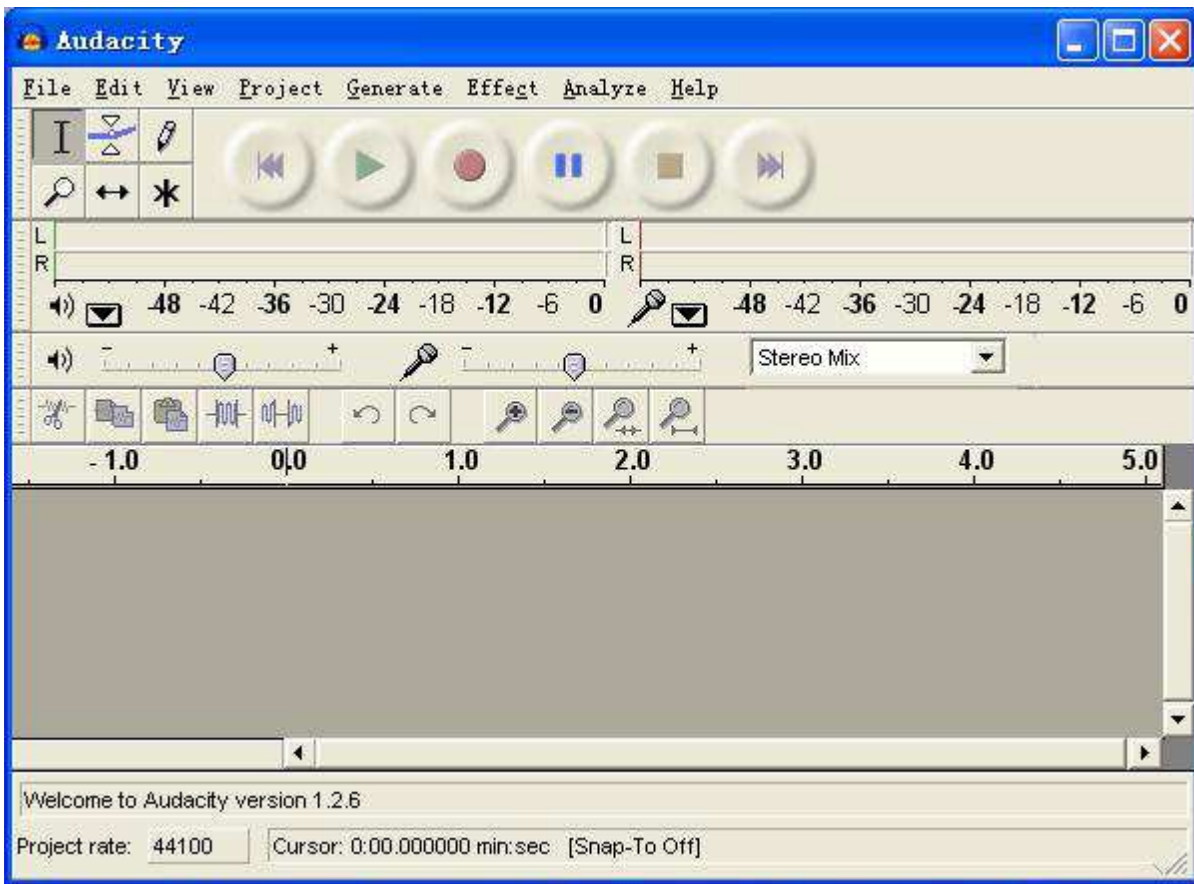 Audacity
File Edit View Project Generate Effect Analyze Help
L L
R R
-48 -42 -36 -30 -24 -18 -12 -6 0 -48 -42 -36 -30 -24 -18 -12 -6 0
- + - + Stereo Mix
- 1.0 0.0 1.0 2.0 3.0 4.0 5.0
Welcome to Audacity version 1.2.6
Project rate: 44100 Cursor: 0:00.000000 min:sec [Snap-To Off]